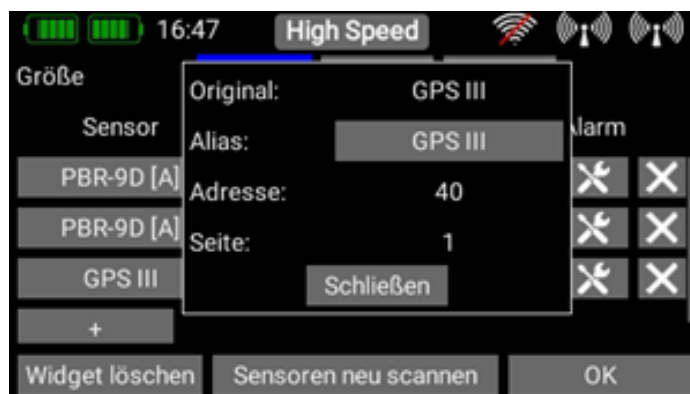 16:47 High Speed
Größe
Original: GPS III
Sensor
Alias: GPS III
Alarm
PBR-9D [A]
Adresse: 40
PBR-9D [A]
Seite: 1
GPS III
Schließen
+
Widget löschen Sensoren neu scannen OK